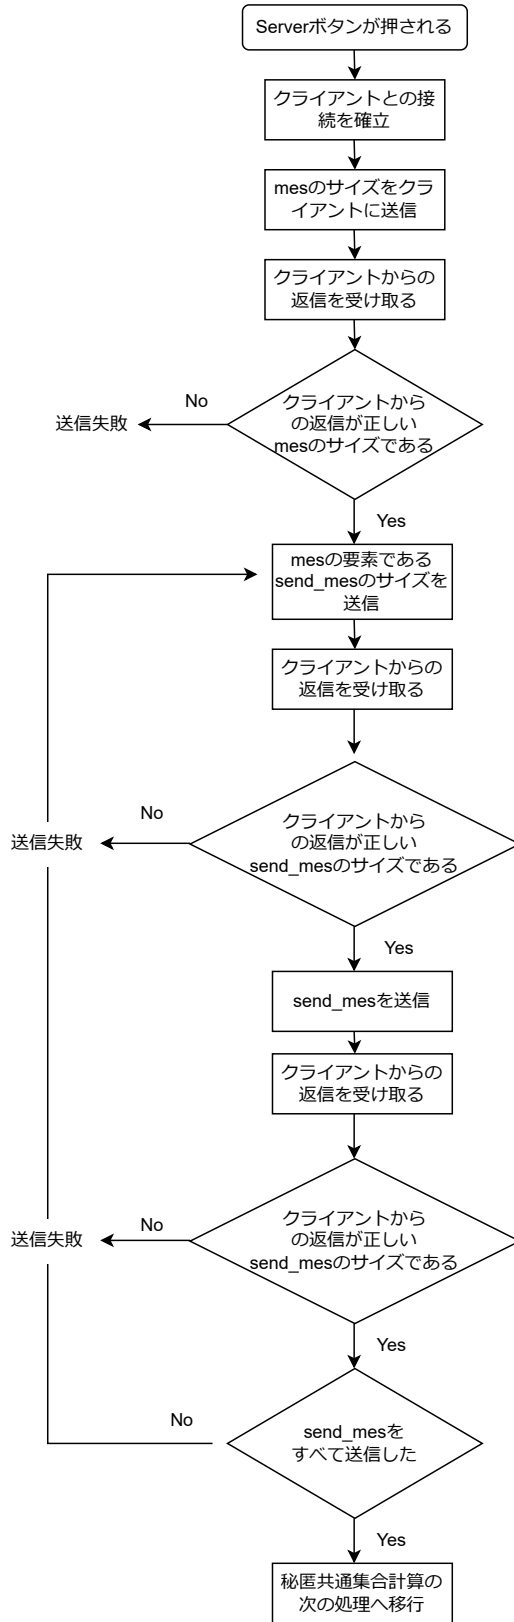 Serverボタンが押される
クライアントとの接
続を確立
mesのサイズをクラ
イアントに送信
クライアントからの
返信を受け取る
クライアントから
の返信が正しい
mesのサイズである
No
送信失敗
Yes
mesの要素である
send_mesのサイズを
送信
クライアントからの
返信を受け取る
クライアントから
の返信が正しい
send_mesのサイズである
No
送信失敗
Yes
send_mesを送信
クライアントからの
返信を受け取る
クライアントから
の返信が正しい
send_mesのサイズである
No
送信失敗
Yes
send_mesを
すべて送信した
No
Yes
秘匿共通集合計算の
次の処理へ移行